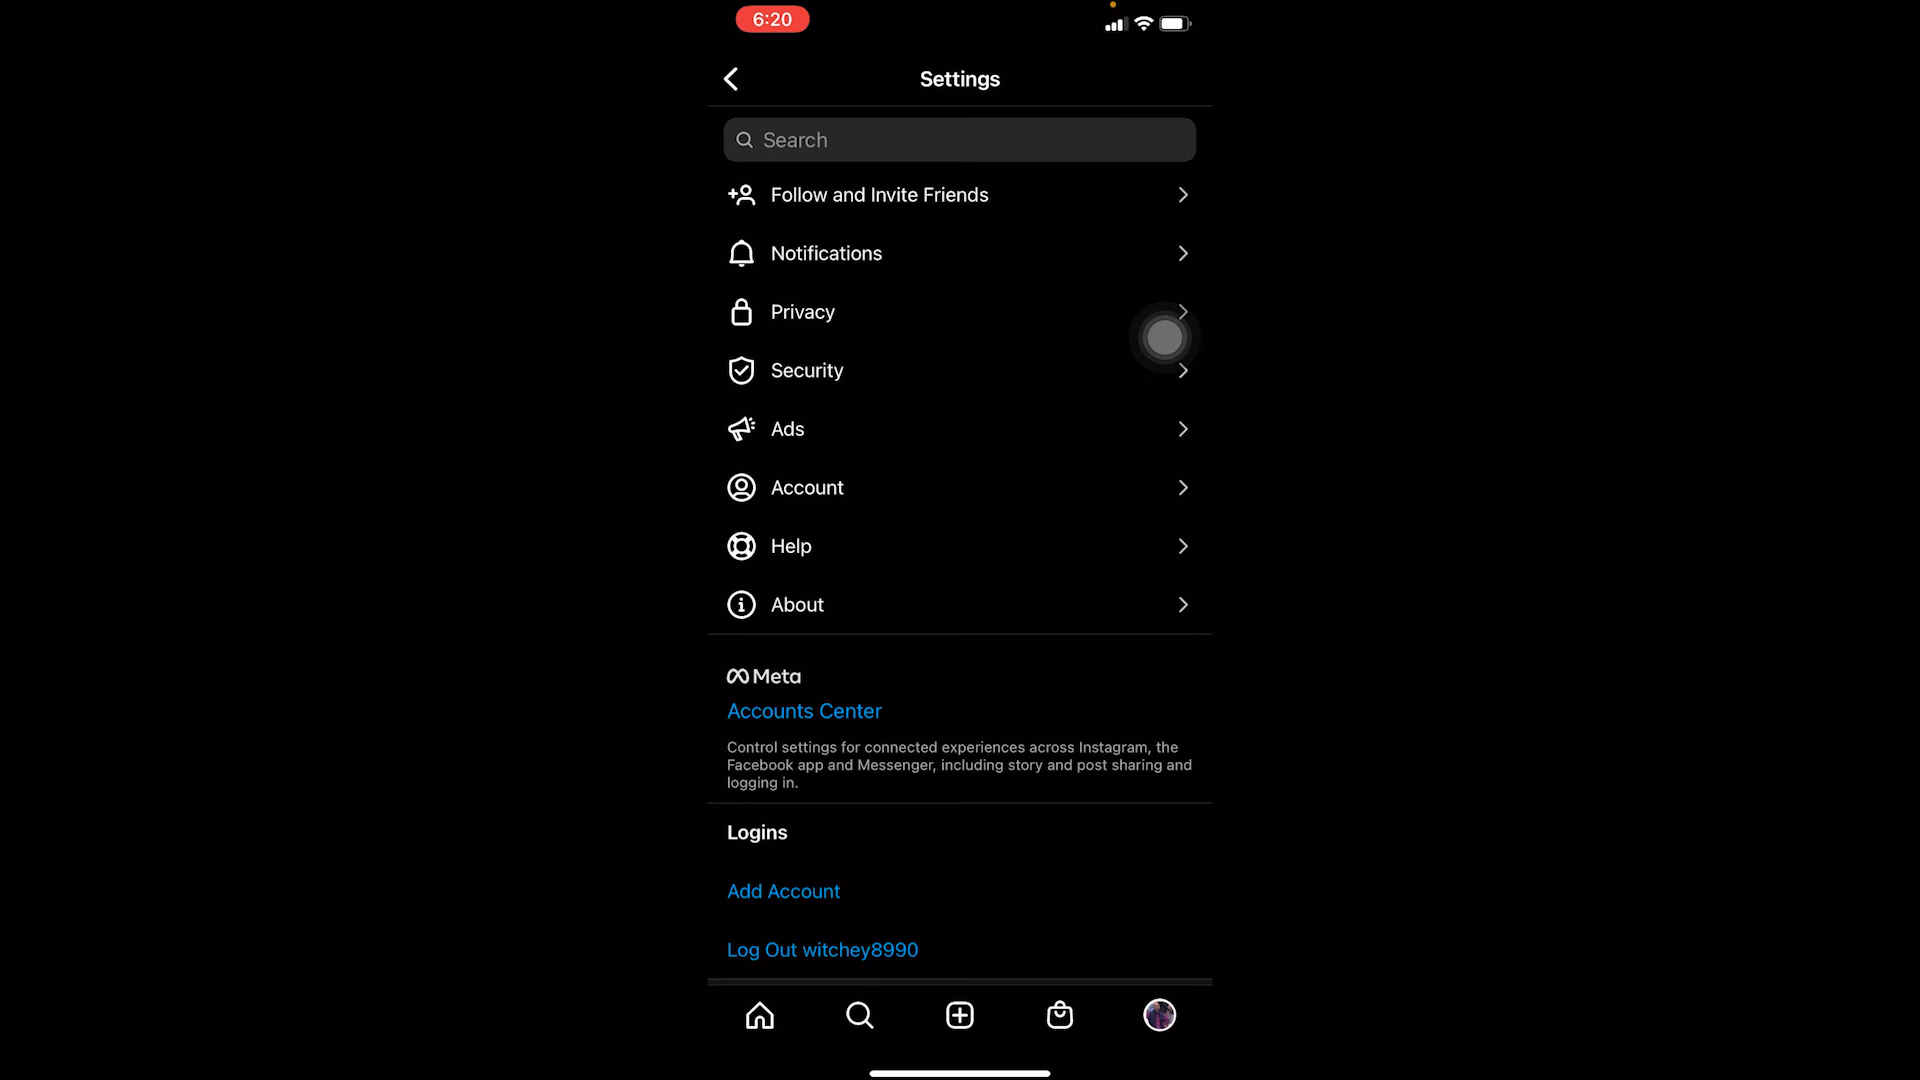 6:20
Settings
Search
Follow and Invite Friends
Notifications
Privacy
Security
Ads
Account
Help
About
Meta
Accounts Center
Control settings for connected experiences across Instagram, the
Facebook app and Messenger, including story and post sharing and
logging in.
Logins
Add Account
Log Out witchey8990